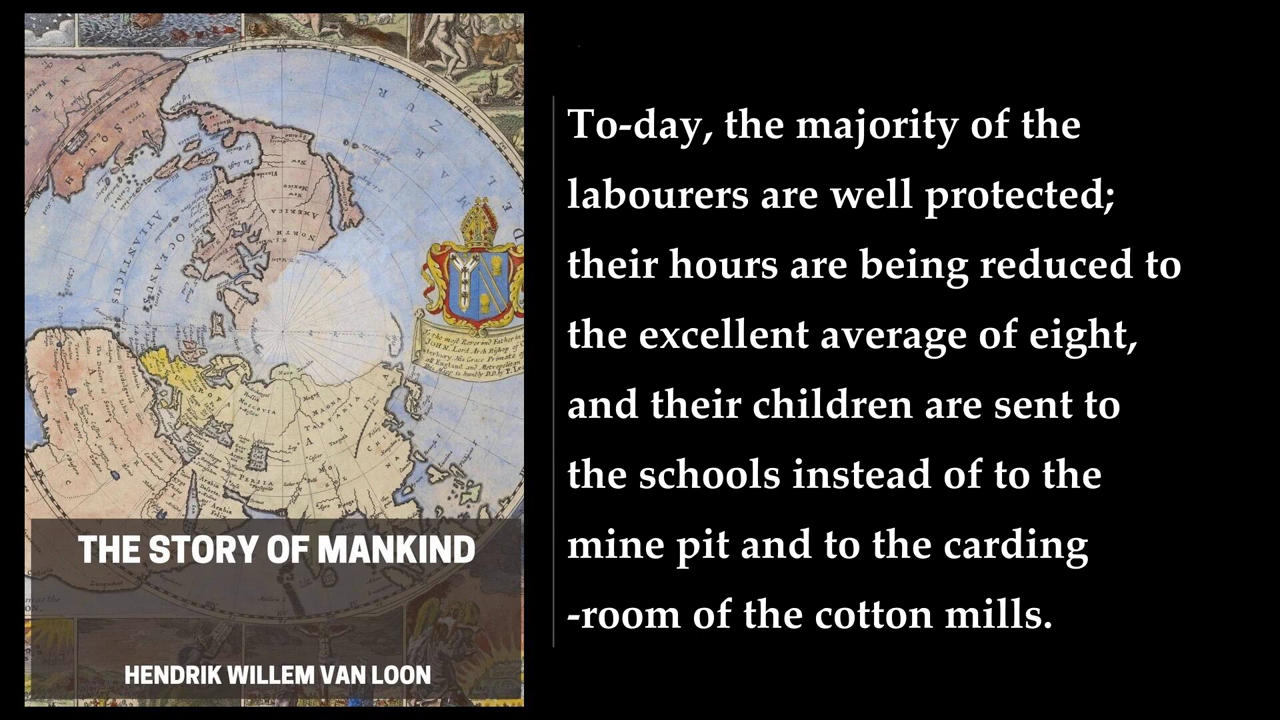 THE STORY OF MANKIND
HENDRIK WILLEM VAN LOON
To-day, the majority of the
labourers are well protected;
their hours are being reduced to
the excellent average of eight,
and their children are sent to
the schools instead of to the
mine pit and to the carding
-room of the cotton mills.